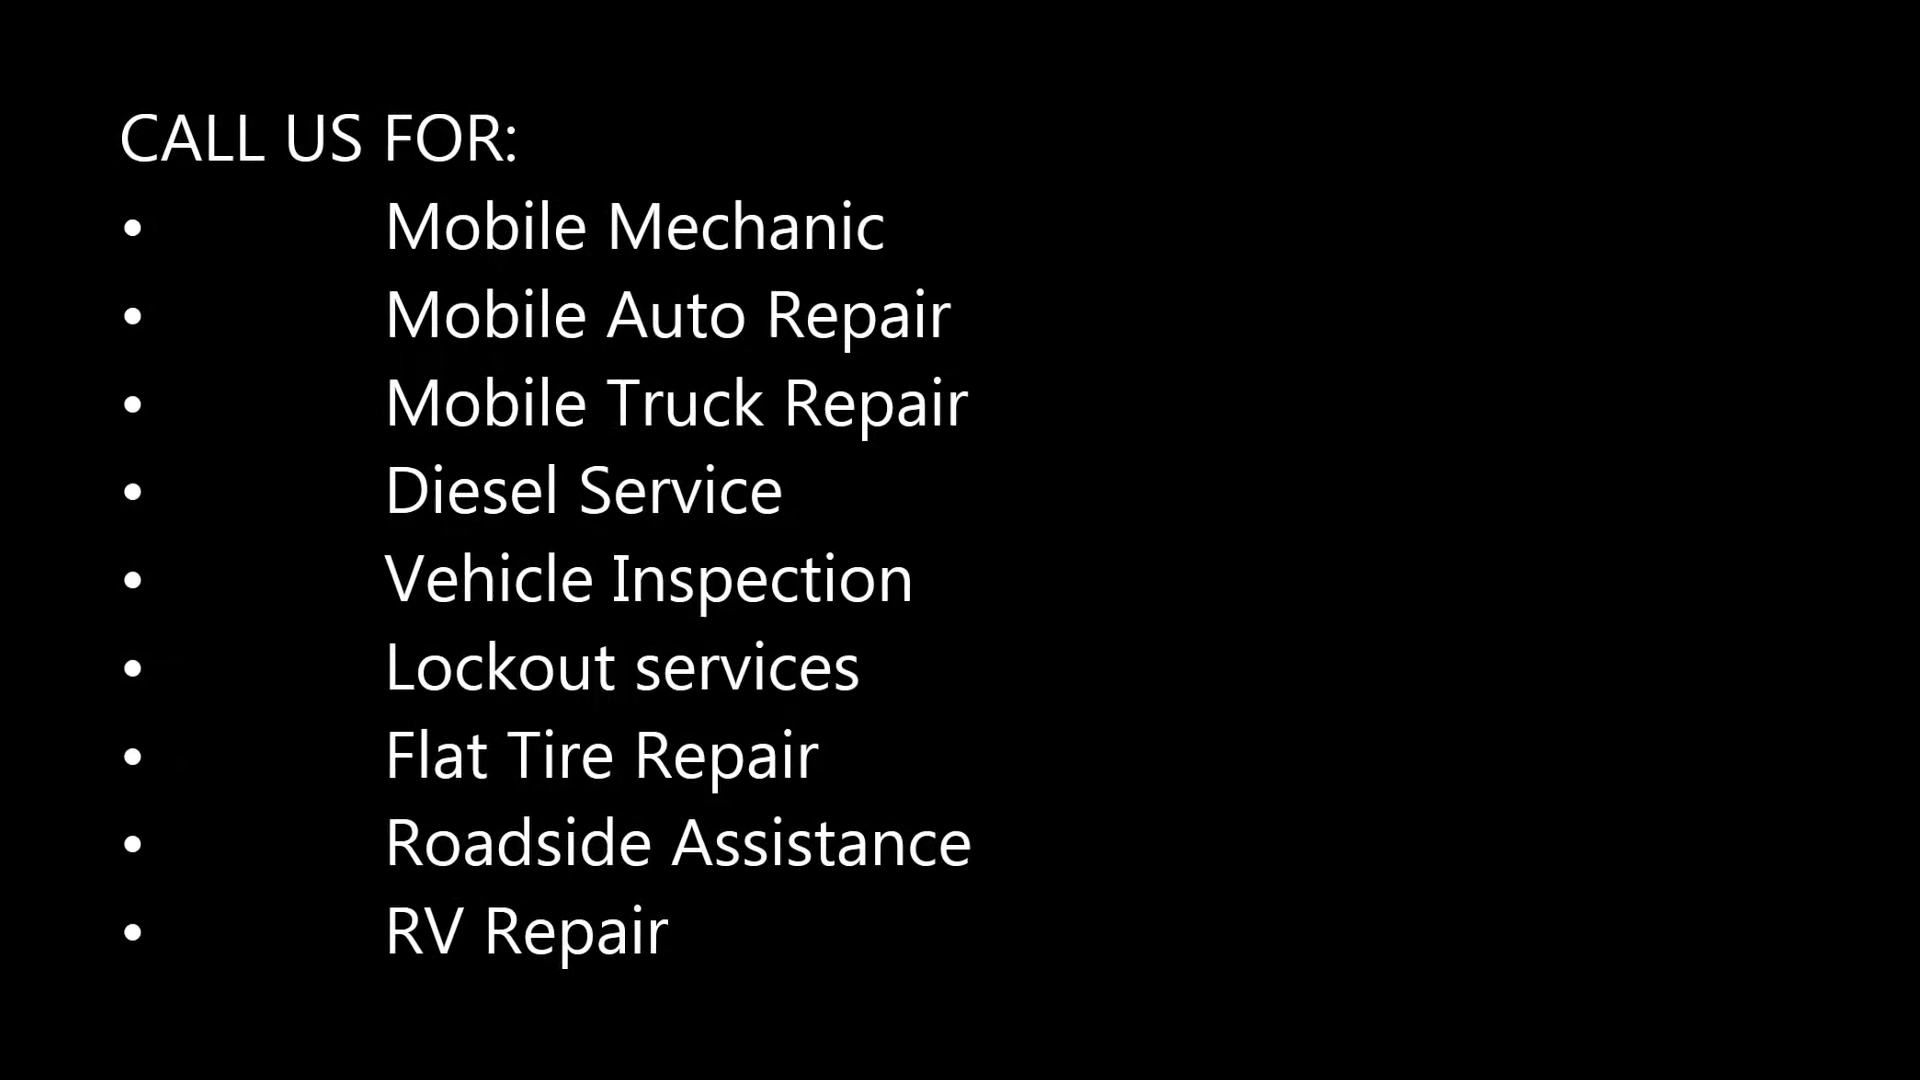 CALL US FOR:
• Mobile Mechanic
• Mobile Auto Repair
• Mobile Truck Repair
• Diesel Service
• Vehicle Inspection
• Lockout services
• Flat Tire Repair
• Roadside Assistance
• RV Repair